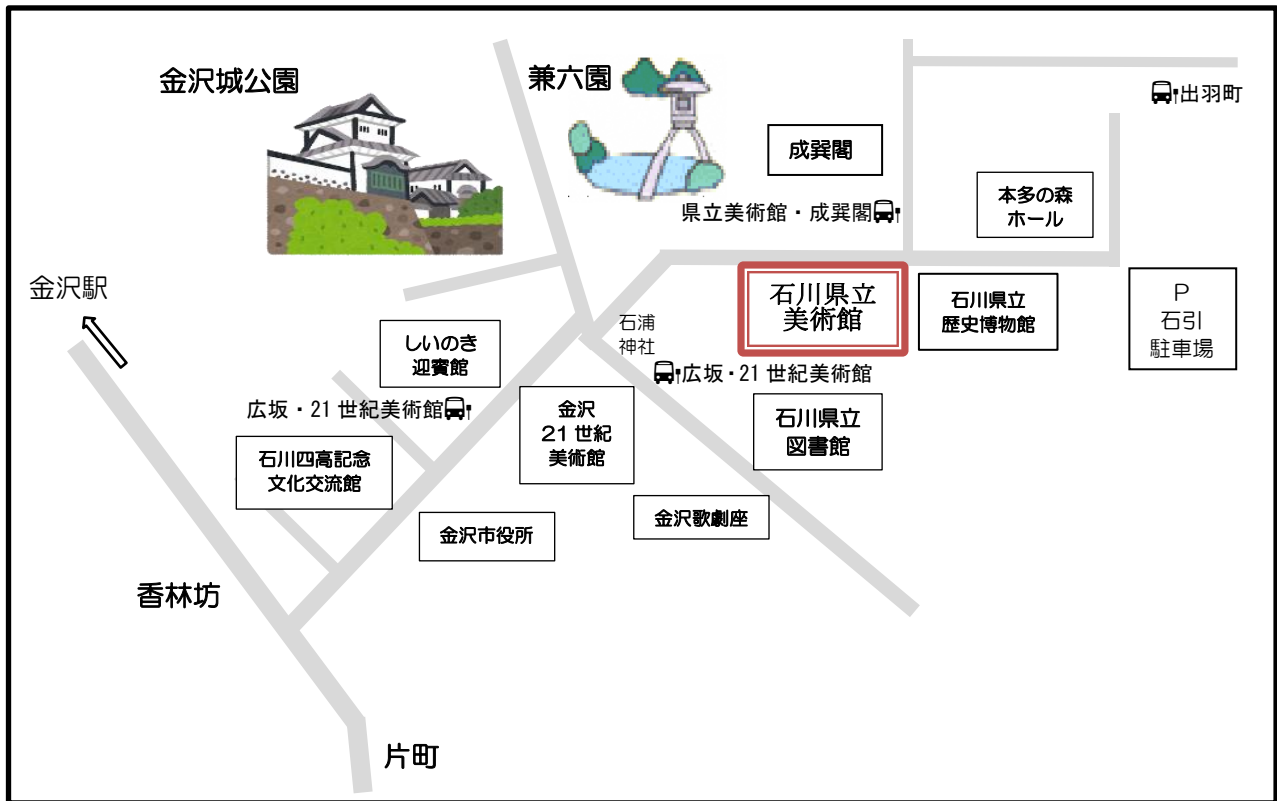 金沢城公園
兼六園
出羽町
成巽閣
本多の森
ホール
県立美術館・成巽閣
金沢駅
石川県立
美術館
石川県立
歴史博物館
P
石引
駐車場
石浦
神社
しいのき
迎賓館
広坂・21世紀美術館
広坂・21世紀美術館
金沢
21世紀
美術館
石川県立
図書館
石川四高記念
文化交流館
金沢市役所
金沢歌劇座
香林坊
片町